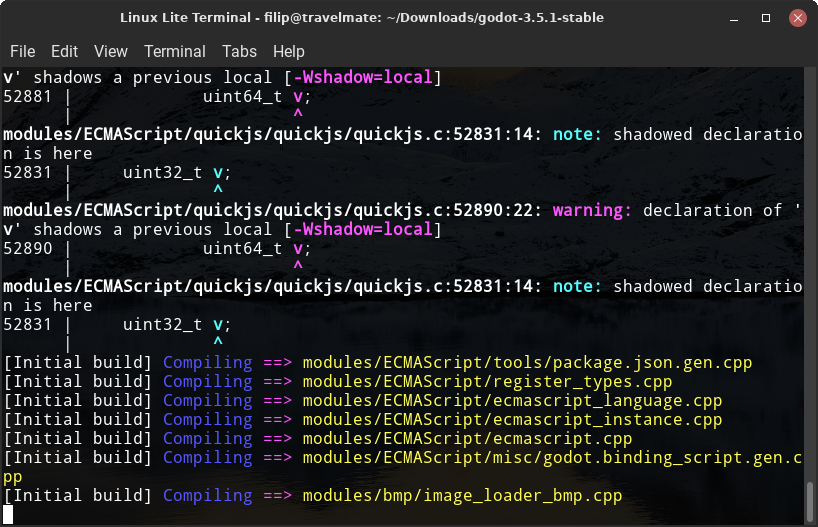 Linux Lite Terminal - filip@travelmate: ~/Downloads/godot-3.5.1-stable
File Edit View Terminal Tabs Help
v' shadows a previous local [-Wshadow=local]
52881 |             uint64_t v;
      |                      ^
modules/ECMAScript/quickjs/quickjs/quickjs.c:52831:14: note: shadowed declaratio
n is here
52831 |     uint32_t v;
      |              ^
modules/ECMAScript/quickjs/quickjs/quickjs.c:52890:22: warning: declaration of '
v' shadows a previous local [-Wshadow=local]
52890 |             uint64_t v;
      |                      ^
modules/ECMAScript/quickjs/quickjs/quickjs.c:52831:14: note: shadowed declaratio
n is here
52831 |     uint32_t v;
      |              ^
[Initial build] Compiling ==> modules/ECMAScript/tools/package.json.gen.cpp
[Initial build] Compiling ==> modules/ECMAScript/register_types.cpp
[Initial build] Compiling ==> modules/ECMAScript/ecmascript_language.cpp
[Initial build] Compiling ==> modules/ECMAScript/ecmascript_instance.cpp
[Initial build] Compiling ==> modules/ECMAScript/ecmascript.cpp
[Initial build] Compiling ==> modules/ECMAScript/misc/godot.binding_script.gen.c
pp
[Initial build] Compiling ==> modules/bmp/image_loader_bmp.cpp